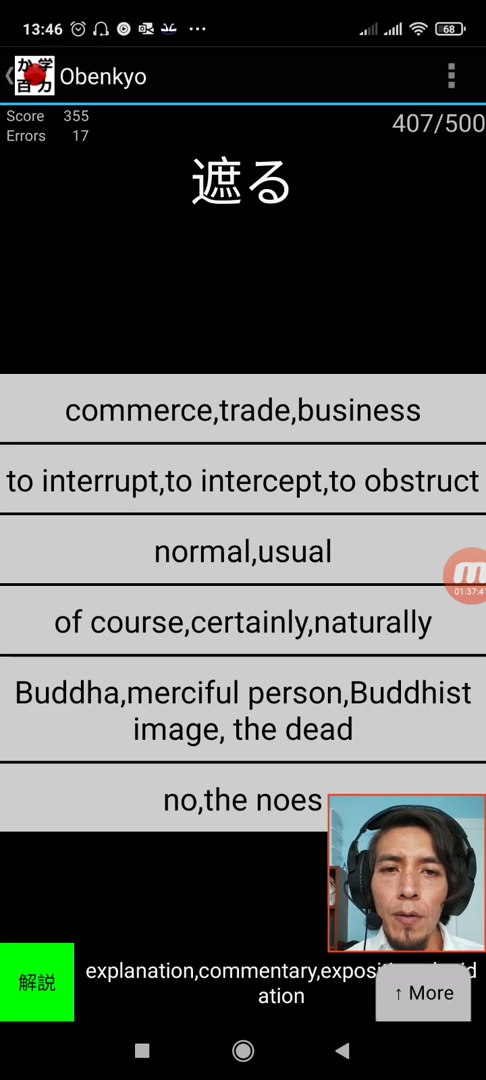 13:46
68
か学
百力
Obenkyo
Score 355
Errors 17
407/500
遮る
commerce,trade,business
to interrupt,to intercept,to obstruct
normal,usual
01:37:4
of course,certainly,naturally
Buddha,merciful person,Buddhist
image, the dead
no,the noes
解説
explanation,commentary,exposit
ation
↑ More